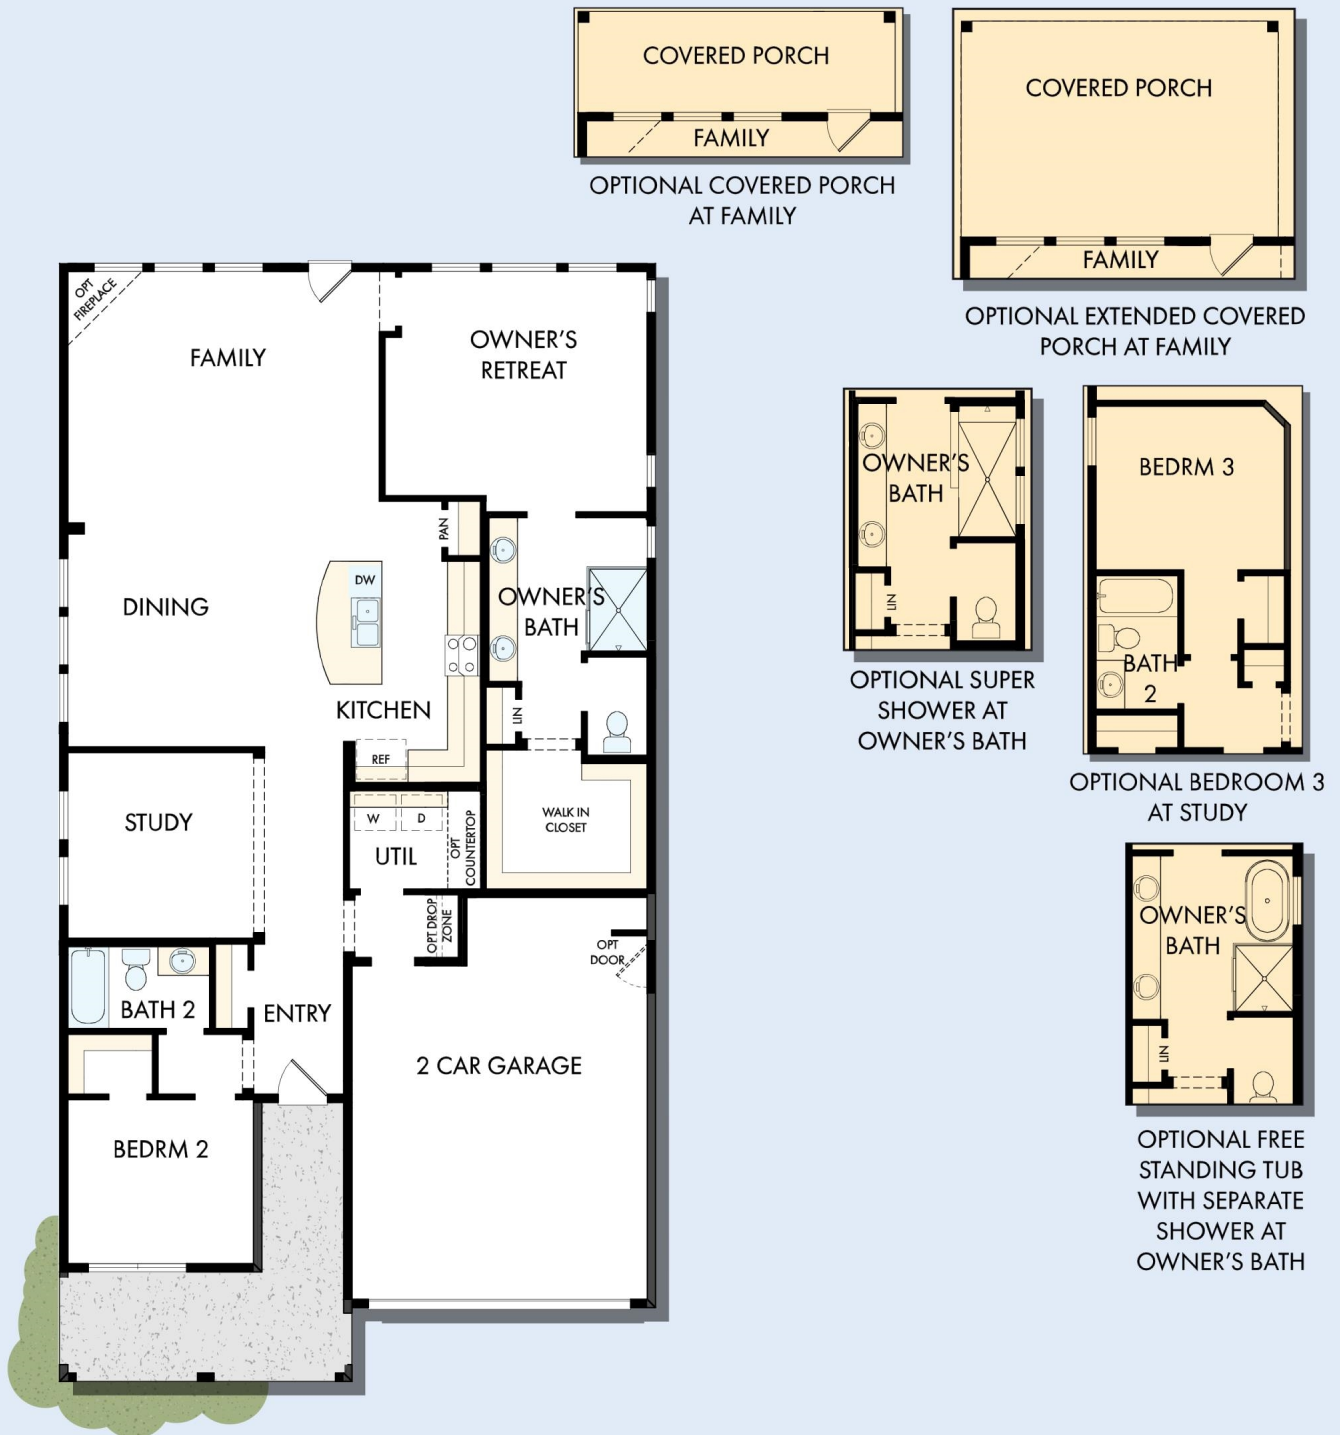 COVERED PORCH
FAMILY
OPTIONAL COVERED PORCH
AT FAMILY
COVERED PORCH
FAMILY
OPTIONAL EXTENDED COVERED
PORCH AT FAMILY
OPT
FIREPLACE
FAMILY
OWNER'S
RETREAT
PAN
DW
DINING
OWNER'S
BATH
KITCHEN
LIN
REF
STUDY
W
D
UTIL
OPT
COUNTERTOP
WALK IN
CLOSET
OPT DROP
ZONE
OPT
DOOR
BATH 2
ENTRY
2 CAR GARAGE
BEDRM 2
OWNER'S
BATH
LIN
OPTIONAL SUPER
SHOWER AT
OWNER'S BATH
BEDRM 3
BATH
2
OPTIONAL BEDROOM 3
AT STUDY
OWNER'S
BATH
LIN
OPTIONAL FREE
STANDING TUB
WITH SEPARATE
SHOWER AT
OWNER'S BATH